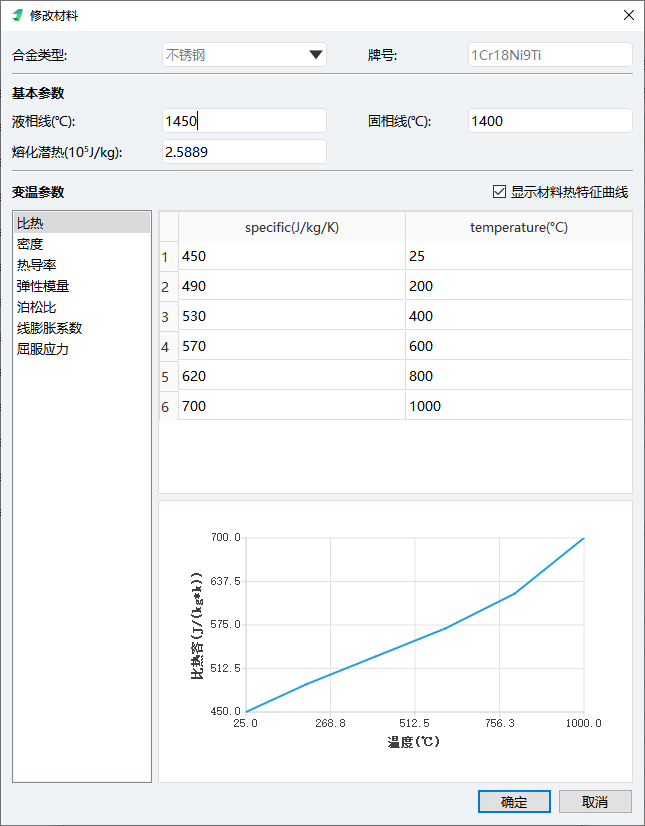 修改材料
合金类型: 不锈钢 牌号: 1Cr18Ni9Ti
基本参数
液相线(℃): 1450 固相线(℃): 1400
熔化潜热(10⁵J/kg): 2.5889
变温参数 显示材料热特征曲线
比热
密度
热导率
弹性模量
泊松比
线膨胀系数
屈服应力
specific(J/kg/K) temperature(℃)
1 450 25
2 490 200
3 530 400
4 570 600
5 620 800
6 700 1000
700.0
637.5
575.0
512.5
450.0
比热容(J/(kg*k))
25.0 268.8 512.5 756.3 1000.0
温度(℃)
确定 取消